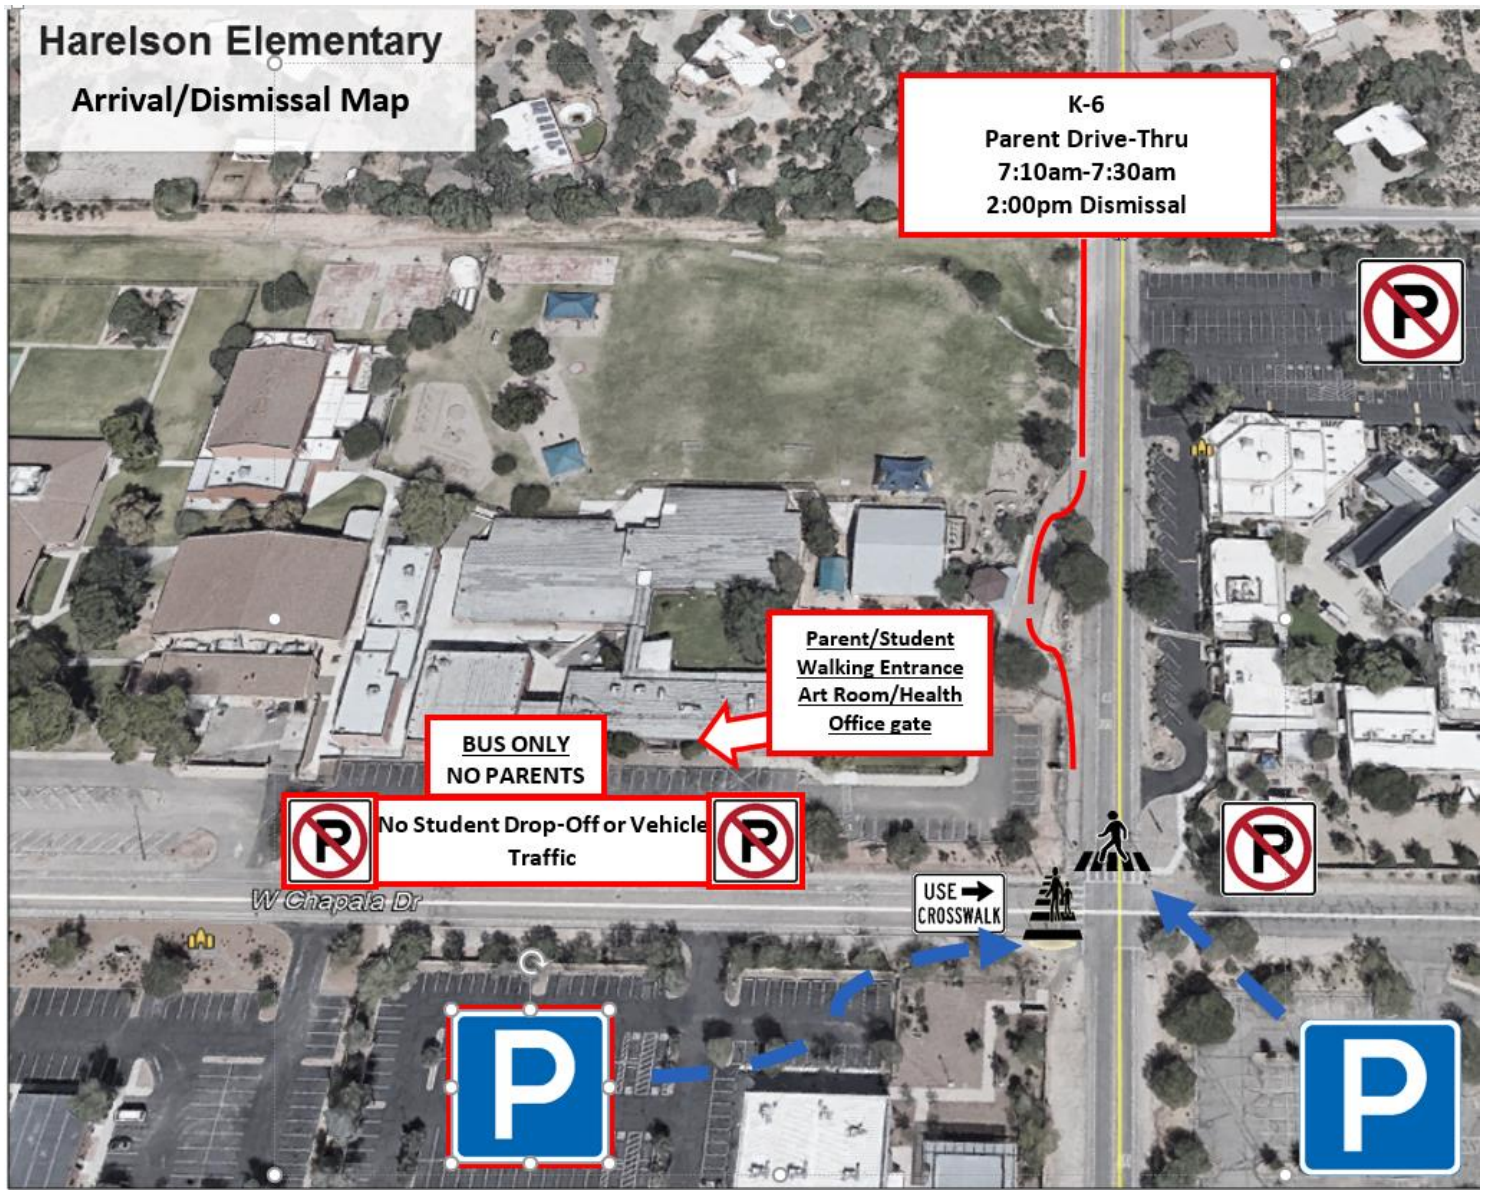 Harelson Elementary
Arrival/Dismissal Map
K-6
Parent Drive-Thru
7:10am-7:30am
2:00pm Dismissal
P
Parent/Student
Walking Entrance
Art Room/Health
Office gate
BUS ONLY
NO PARENTS
P
No Student Drop-Off or Vehicle
Traffic
P
P
W Chapala Dr
USE →
CROSSWALK
P
P